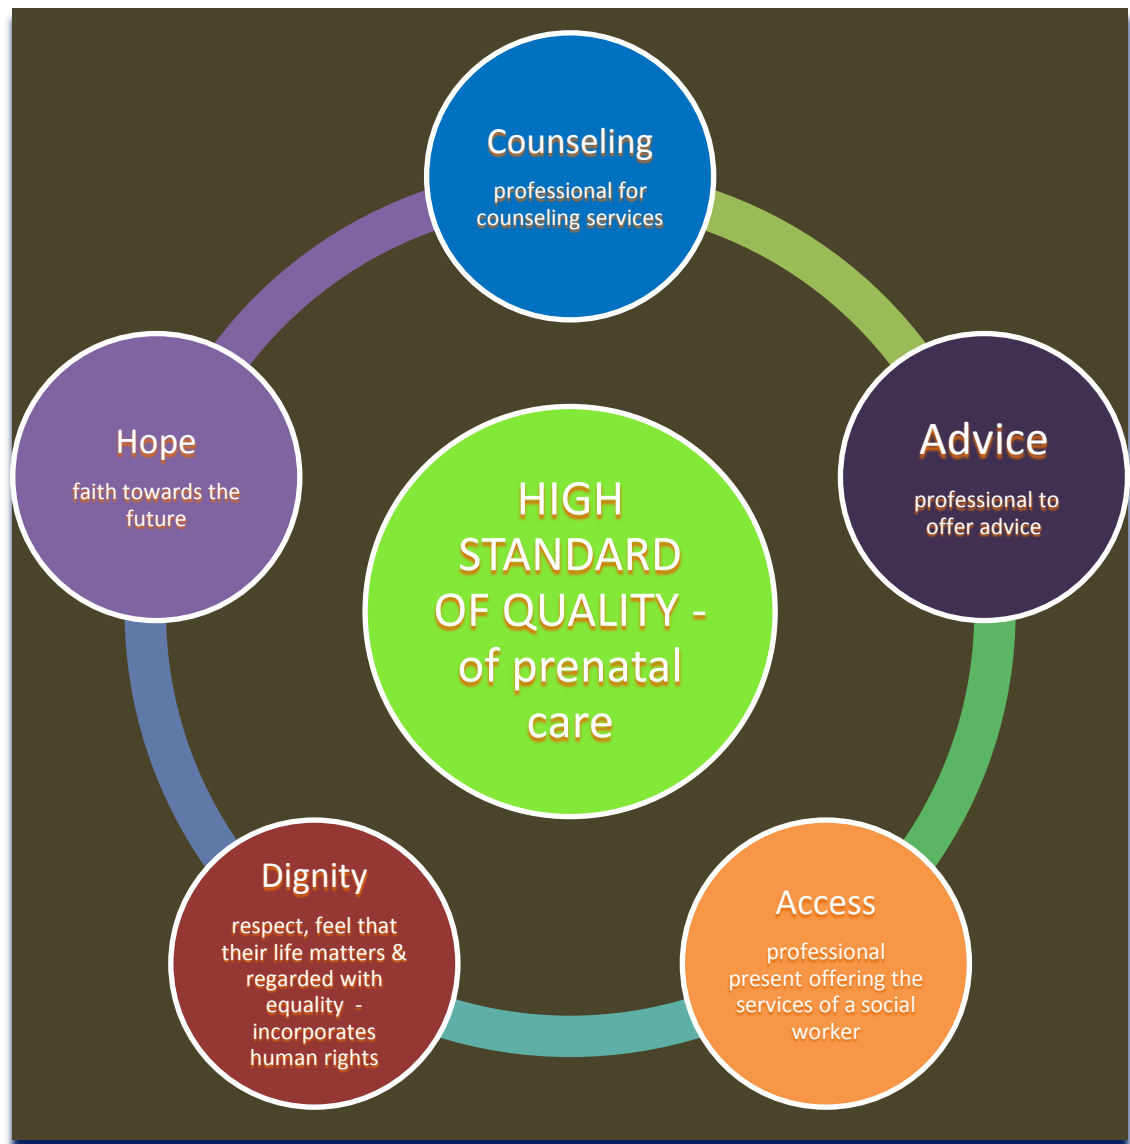 Counseling
professional for
counseling services
Advice
professional to
offer advice
Access
professional
present offering the
services of a social
worker
Dignity
respect, feel that
their life matters &
regarded with
equality  -
incorporates
human rights
Hope
faith towards the
future
HIGH
STANDARD
OF QUALITY -
of prenatal
care